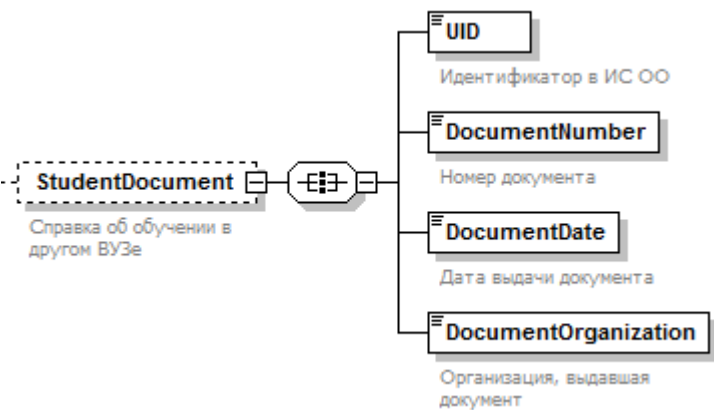 UID
Идентификатор в ИС ОО
DocumentNumber
Номер документа
StudentDocument
Справка об обучении в
другом ВУЗе
DocumentDate
Дата выдачи документа
DocumentOrganization
Организация, выдавшая
документ